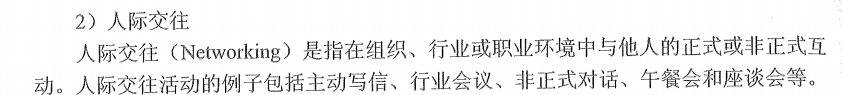 2）人际交往
人际交往（Networking）是指在组织、行业或职业环境中与他人的正式或非正式互
动。人际交往活动的例子包括主动写信、行业会议、非正式对话、午餐会和座谈会等。